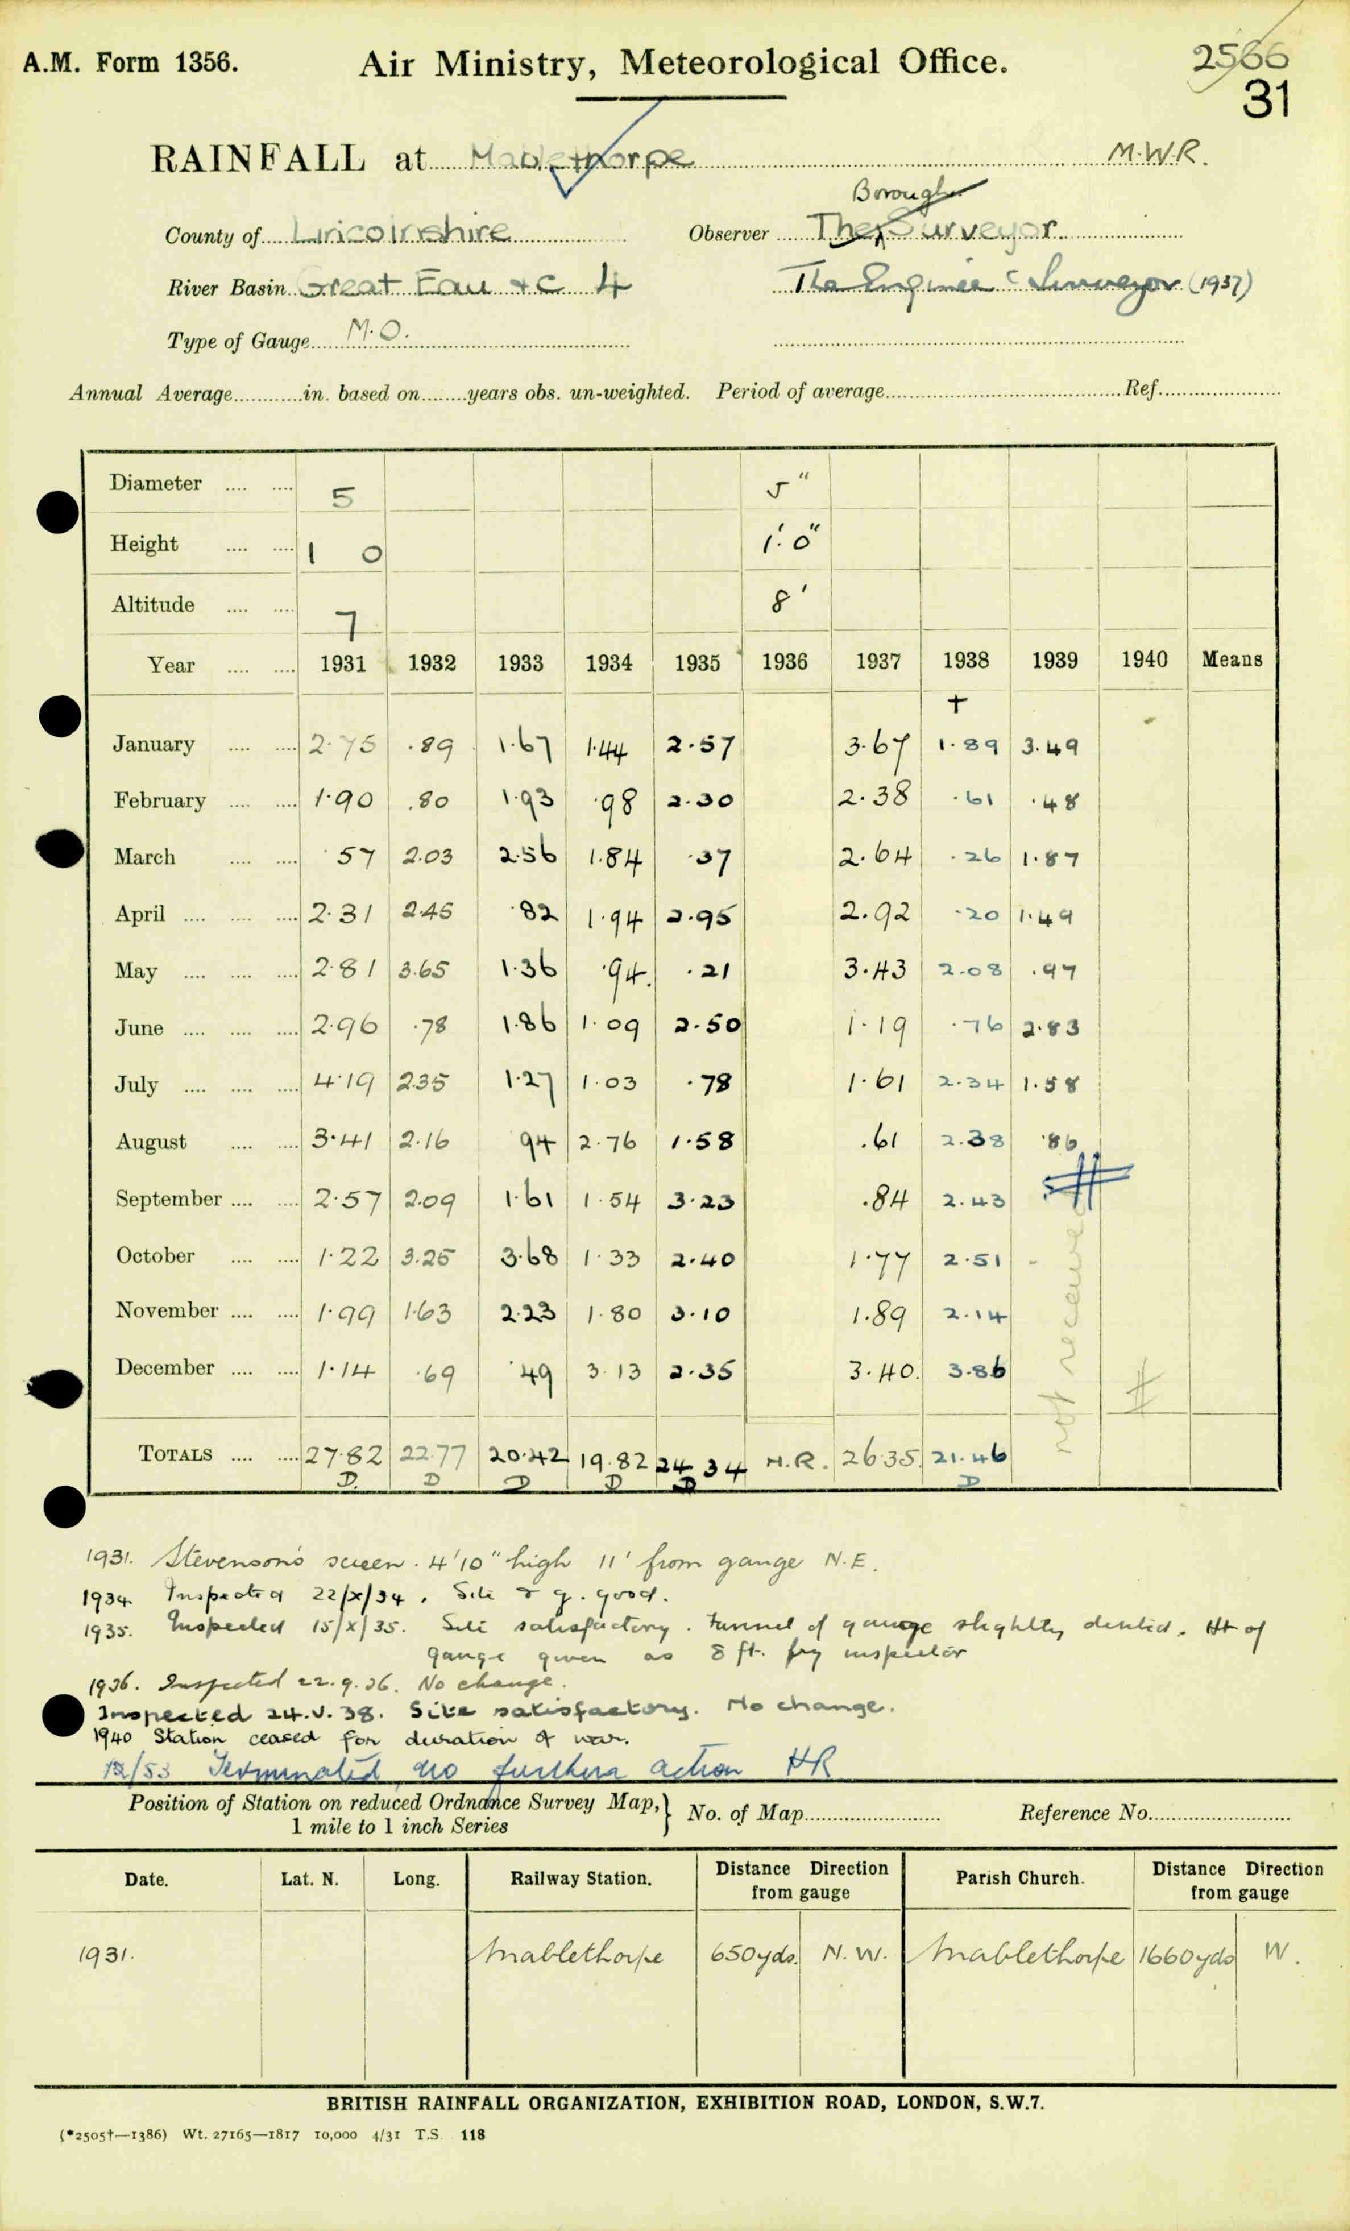 A.M. Form 1356.
Air Ministry, Meteorological Office.
2566
31
RAINFALL at Mablethorpe M.W.R.
Borough
County of Lincolnshire Observer The Surveyor.
River Basin Great Eau &c 4 The Engineer & Surveyor (1937)
Type of Gauge M.O.
Annual Average in. based on years obs. un-weighted. Period of average Ref.
Diameter 5 5"
Height 1 0 1'.0"
Altitude 7 8'
Year 1931 1932 1933 1934 1935 1936 1937 1938 1939 1940 Means
+
January 2.75 .89 1.67 1.44 2.57 3.67 1.89 3.49
February 1.90 .80 1.93 .98 2.30 2.38 .61 .48
March .57 2.03 2.56 1.84 .37 2.64 .26 1.87
April 2.31 2.45 .82 1.94 2.95 2.92 .20 1.49
May 2.81 3.65 1.36 .94. .21 3.43 2.08 .97
June 2.96 .78 1.86 1.09 2.50 1.19 .76 2.83
July 4.19 2.35 1.27 1.03 .78 1.61 2.34 1.58
August 3.41 2.16 .94 2.76 1.58 .61 2.38 .86
September 2.57 2.09 1.61 1.54 3.23 .84 2.43
October 1.22 3.25 3.68 1.33 2.40 1.77 2.51 -
November 1.99 1.63 2.23 1.80 3.10 1.89 2.14
December 1.14 .69 .49 3.13 2.35 3.40. 3.86
not received
TOTALS 27.82 22.77 20.42 19.82 24.34 N.R. 26.35 21.46
D. D D D D D
1931. Stevenson's screen. 4'10" high 11' from gauge N.E.
1934 Inspected 22/X/34. Site & g. good.
1935. Inspected 15/X/35. Site satisfactory. Funnel of gauge slightly dented. Ht of
gauge given as 8 ft. by inspector
1936. Inspected 22.9.36. No change.
Inspected 24.V.38. Site satisfactory. No change.
1940 Station ceased for duration of war.
12/53 Terminated, no further action HR
Position of Station on reduced Ordnance Survey Map, 1 mile to 1 inch Series } No. of Map Reference No.
Date. Lat. N. Long. Railway Station. Distance Direction from gauge Parish Church. Distance Direction from gauge
1931. Mablethorpe 650yds. N.W. Mablethorpe 1660yds W.
BRITISH RAINFALL ORGANIZATION, EXHIBITION ROAD, LONDON, S.W.7.
(*2505†—1386) Wt. 27165—1817 10,000 4/31 T.S. 118